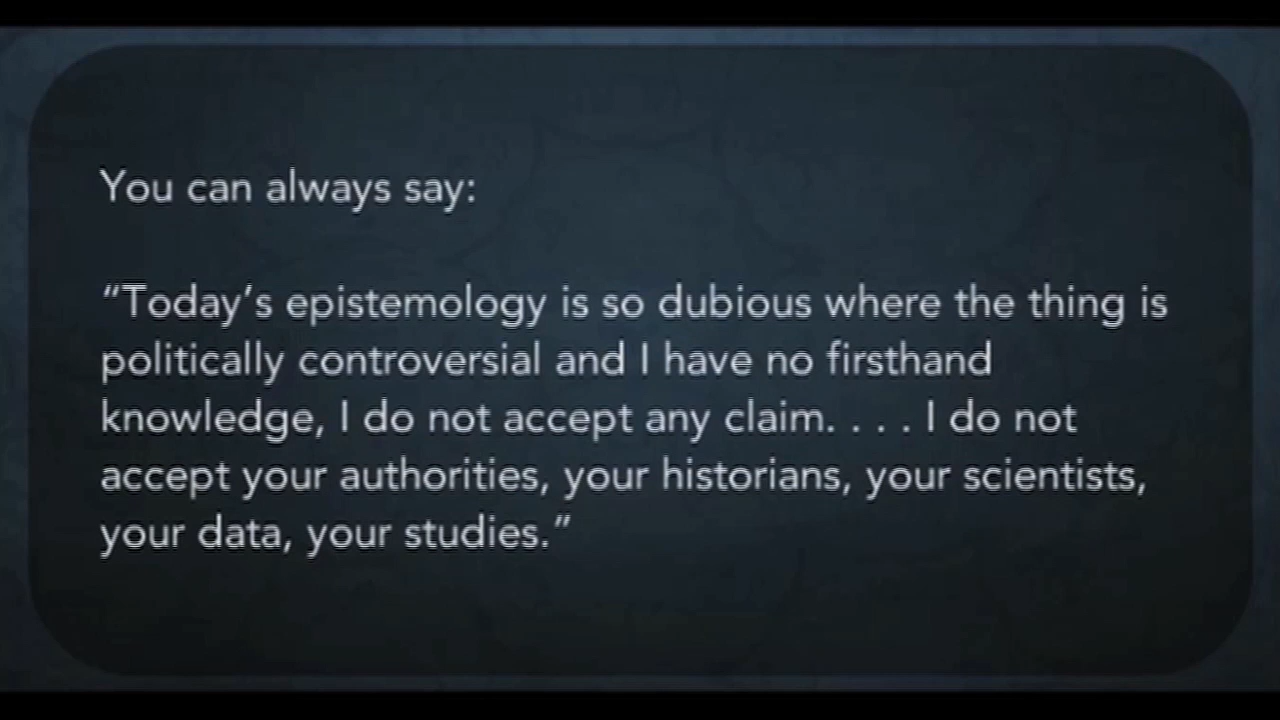 You can always say:
“Today’s epistemology is so dubious where the thing is
politically controversial and I have no firsthand
knowledge, I do not accept any claim. . . . I do not
accept your authorities, your historians, your scientists,
your data, your studies.”